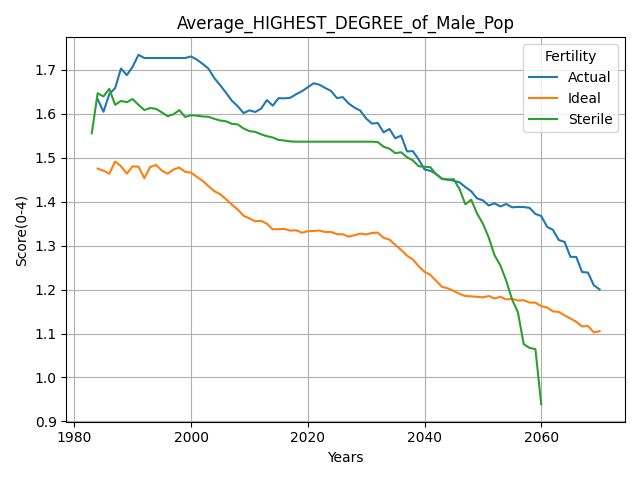 Average_HIGHEST_DEGREE_of_Male_Pop
Fertility
Actual
Ideal
Sterile
Score(0-4)
1.7
1.6
1.5
1.4
1.3
1.2
1.1
1.0
0.9
1980
2000
2020
2040
2060
Years